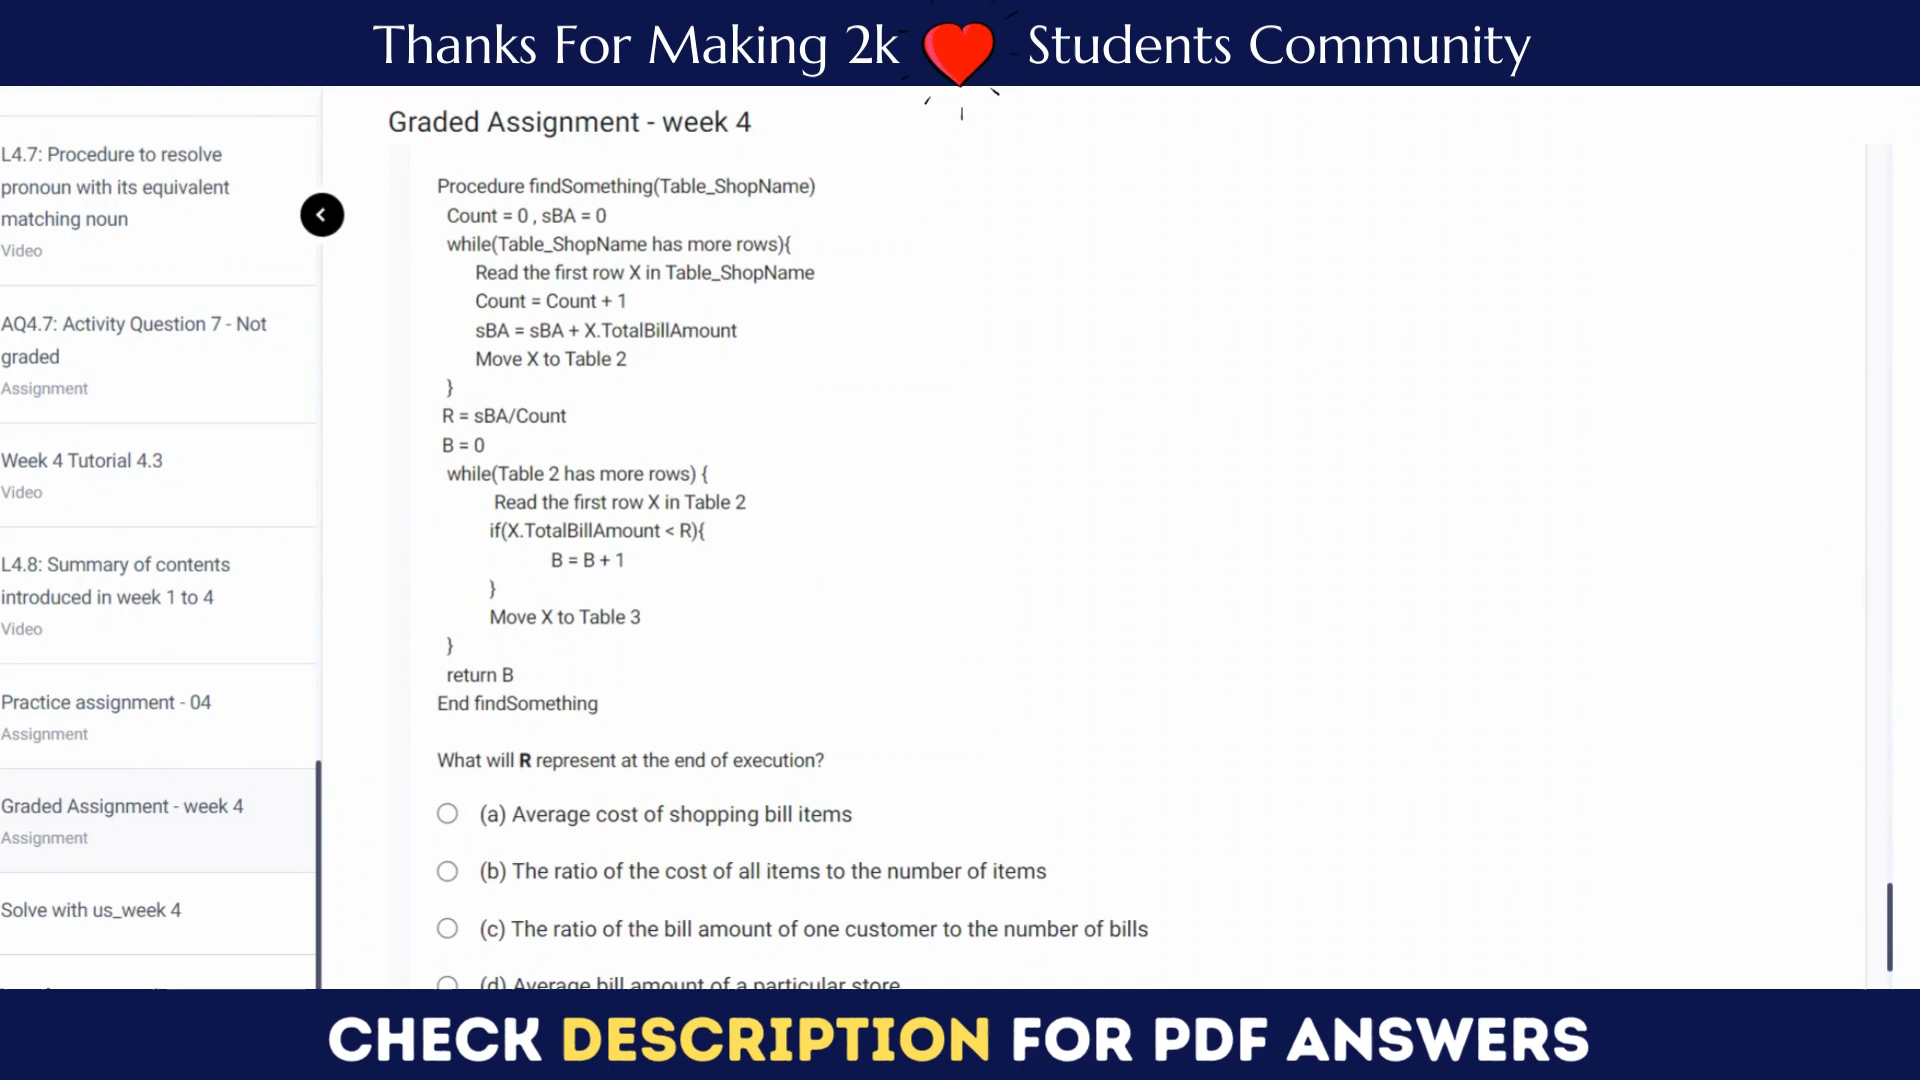 Thanks For Making 2k Students Community
L4.7: Procedure to resolve
pronoun with its equivalent
matching noun
Video
AQ4.7: Activity Question 7 - Not
graded
Assignment
Week 4 Tutorial 4.3
Video
L4.8: Summary of contents
introduced in week 1 to 4
Video
Practice assignment - 04
Assignment
Graded Assignment - week 4
Assignment
Solve with us_week 4
Graded Assignment - week 4
Procedure findSomething(Table_ShopName)
Count = 0 , sBA = 0
while(Table_ShopName has more rows){
Read the first row X in Table_ShopName
Count = Count + 1
sBA = sBA + X.TotalBillAmount
Move X to Table 2
}
R = sBA/Count
B = 0
while(Table 2 has more rows) {
Read the first row X in Table 2
if(X.TotalBillAmount < R){
B = B + 1
}
Move X to Table 3
}
return B
End findSomething
What will R represent at the end of execution?
(a) Average cost of shopping bill items
(b) The ratio of the cost of all items to the number of items
(c) The ratio of the bill amount of one customer to the number of bills
(d) Average bill amount of a particular store
CHECK DESCRIPTION FOR PDF ANSWERS